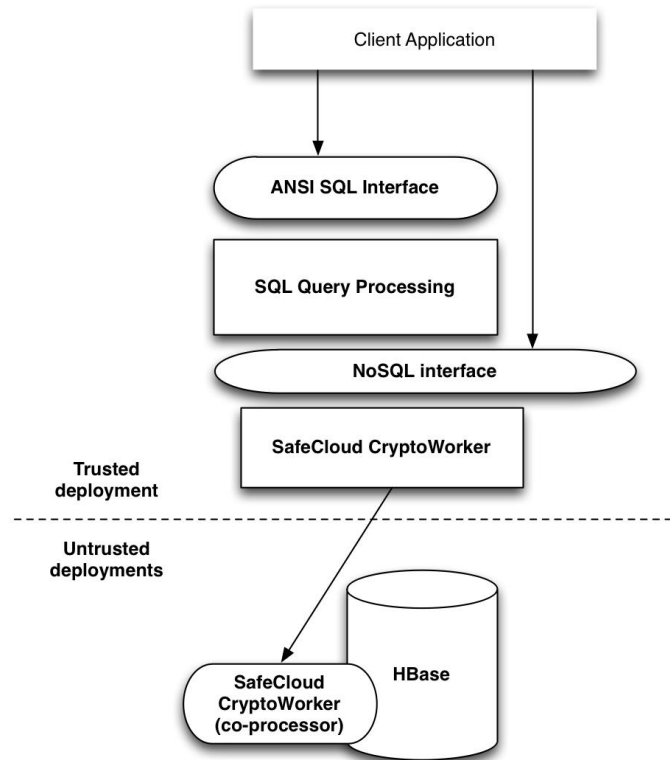 Client Application
ANSI SQL Interface
SQL Query Processing
NoSQL interface
SafeCloud CryptoWorker
Trusted
deployment
Untrusted
deployments
HBase
SafeCloud
CryptoWorker
(co-processor)